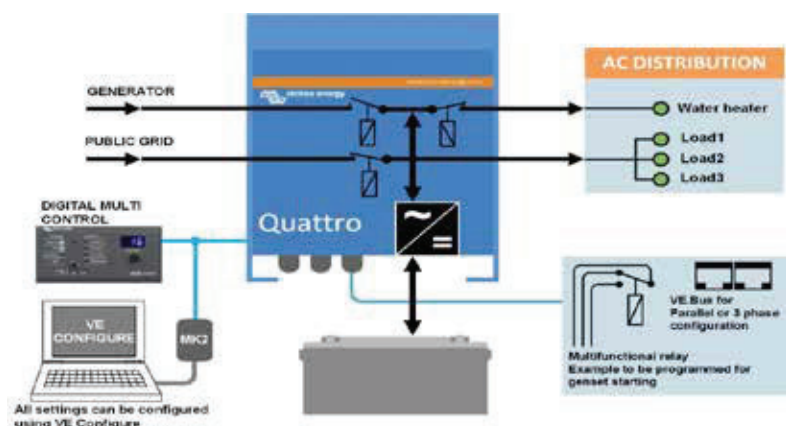 GENERATOR
PUBLIC GRID
victron energy
AC DISTRIBUTION
Water heater
Load1
Load2
Load3
DIGITAL MULTI
CONTROL
Quattro
VE
CONFIGURE
MK2
All settings can be configured
using VE Configure
VE.Bus for
Parallel or 3 phase
configuration
Multifunctional relay
Example to be programmed for
genset starting